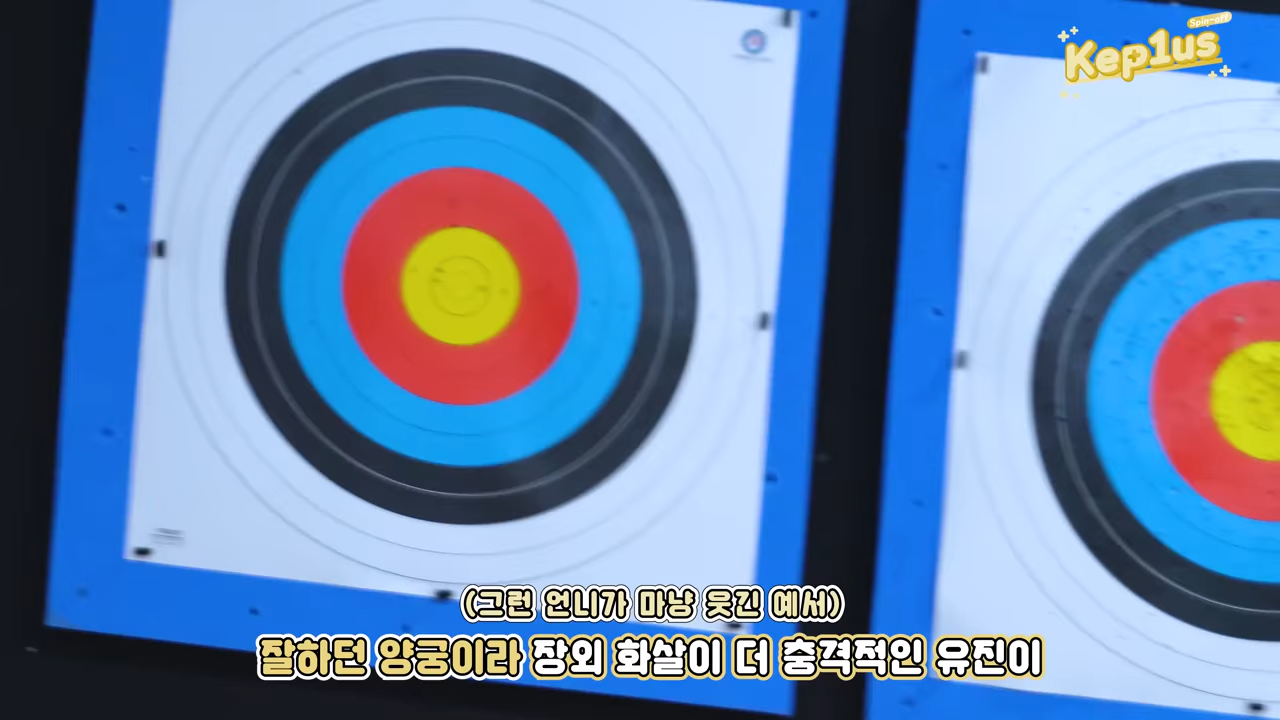 Spin-off
Kep1us
(그런 언니가 마냥 웃긴 예서)
잘하던 양궁이라 장외 화살이 더 충격적인 유진이